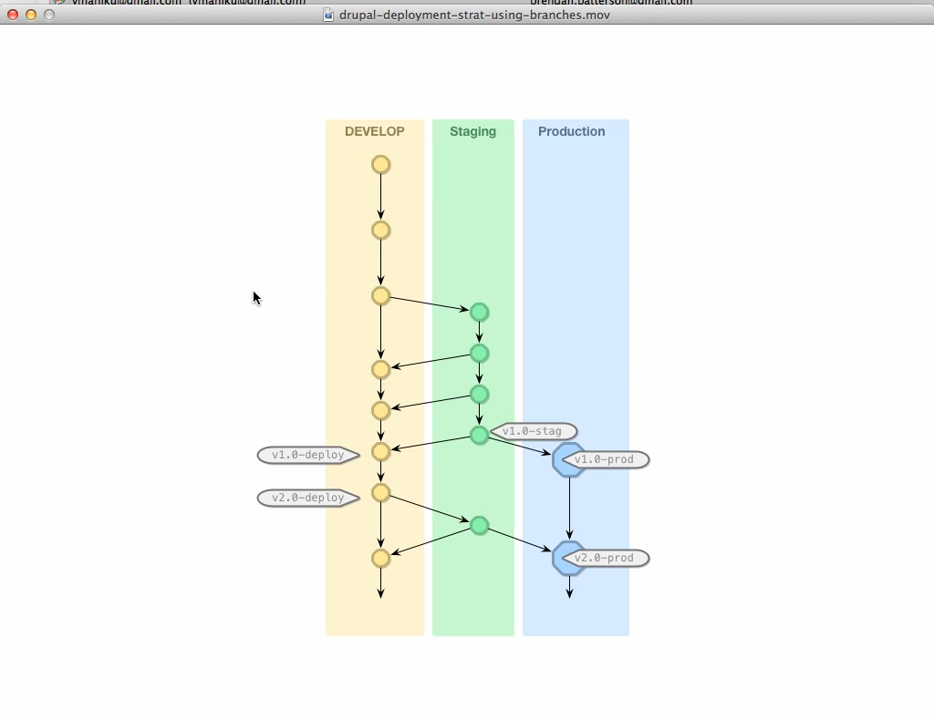 drupal-deployment-strat-using-branches.mov
DEVELOP
Staging
Production
v1.0-stag
v1.0-deploy
v1.0-prod
v2.0-deploy
v2.0-prod